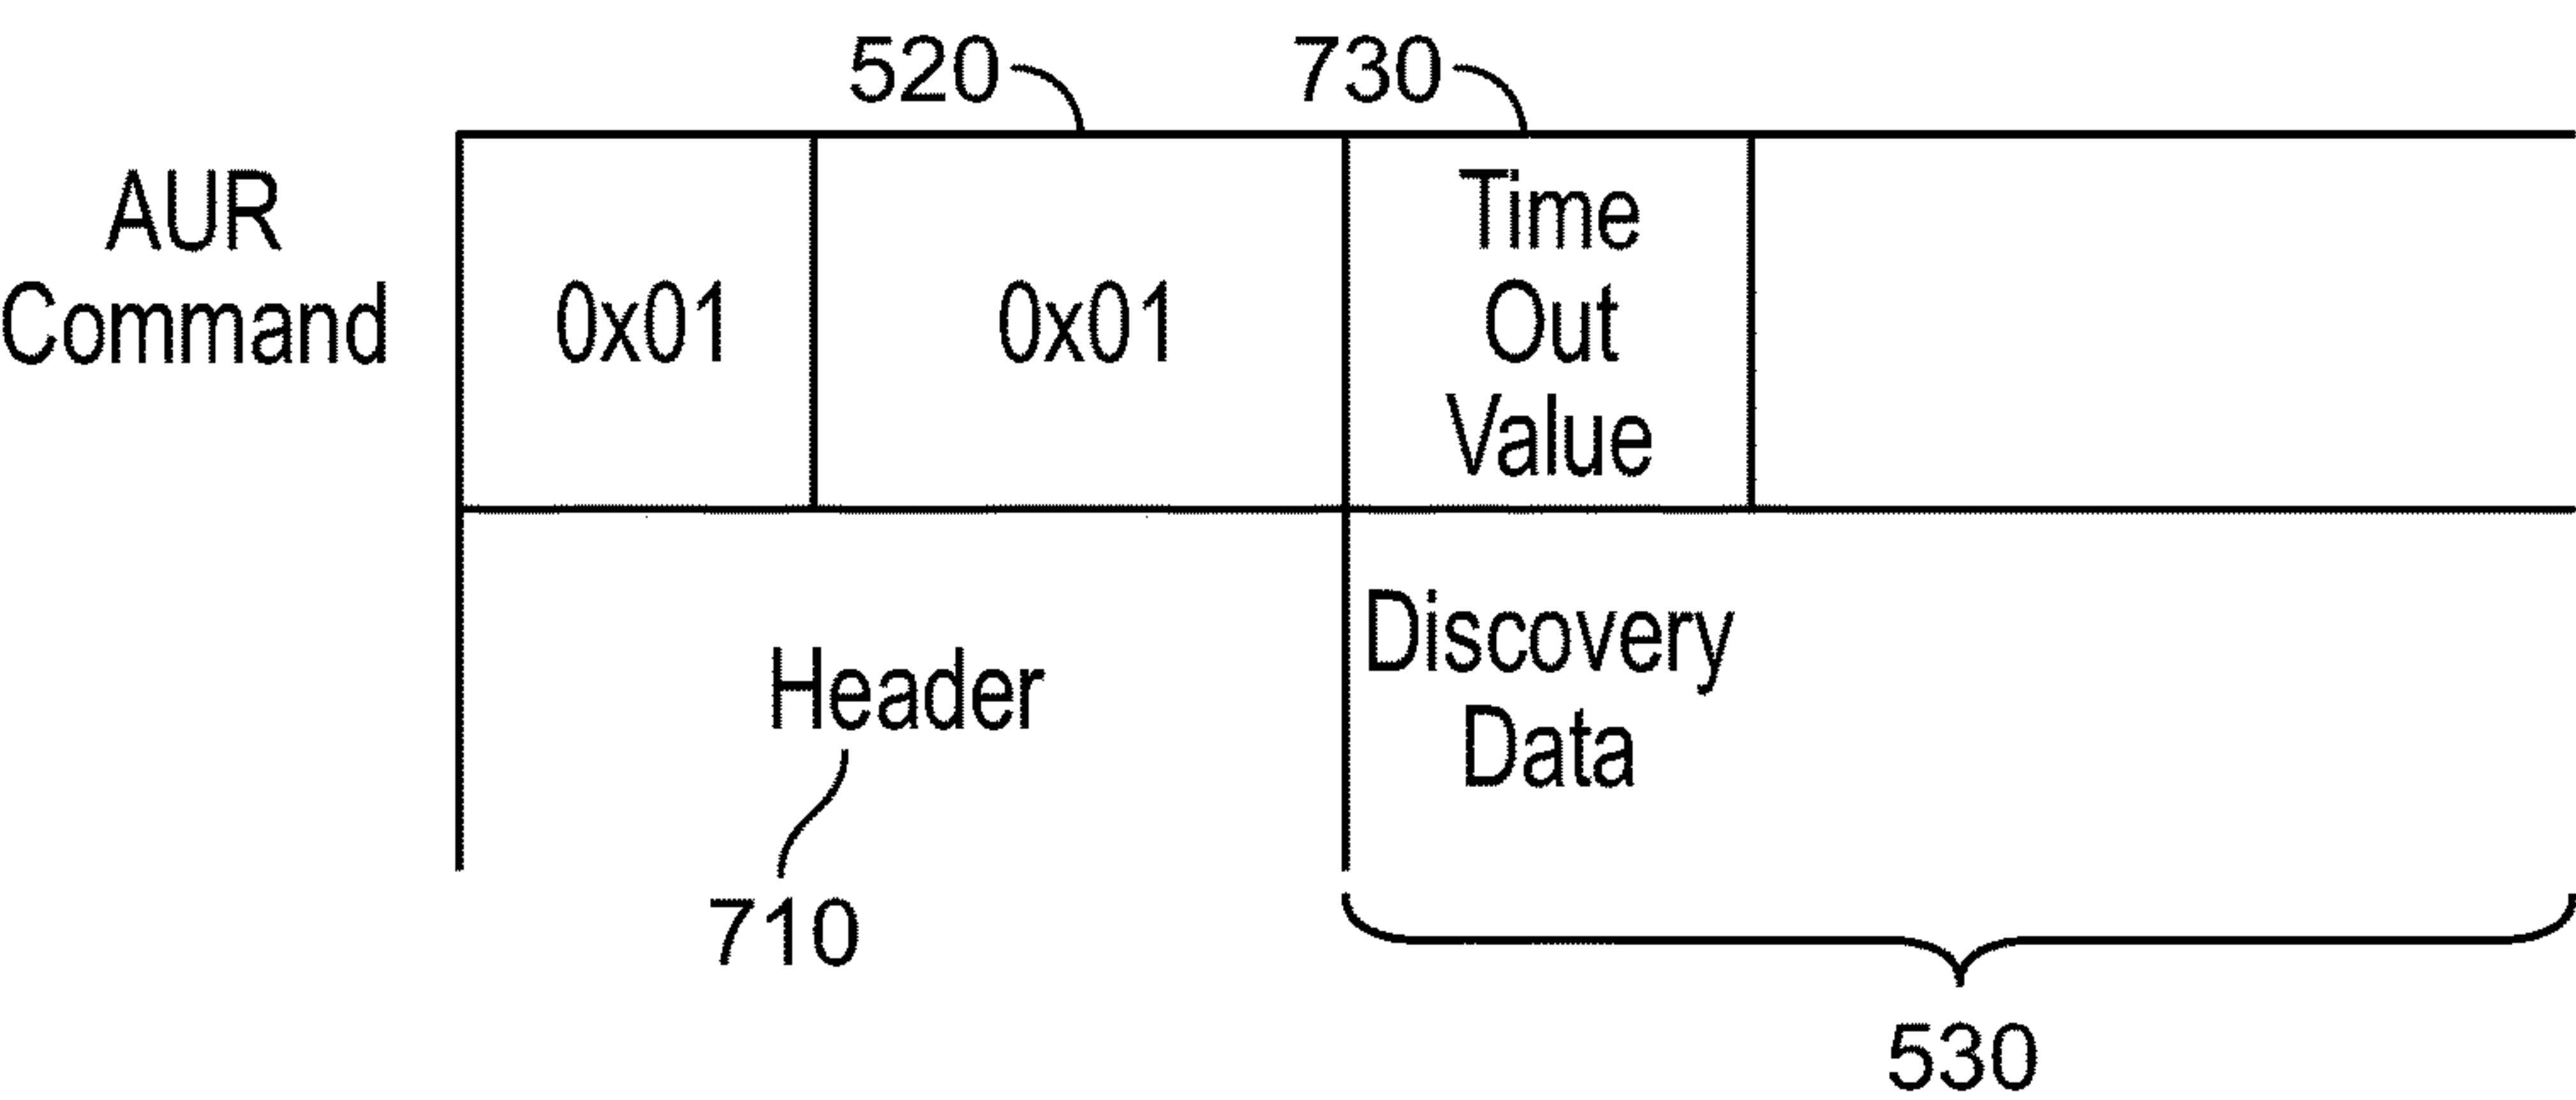 520
730
AUR
Command
0x01
0x01
Time
Out
Value
Header
Discovery
Data
710
530